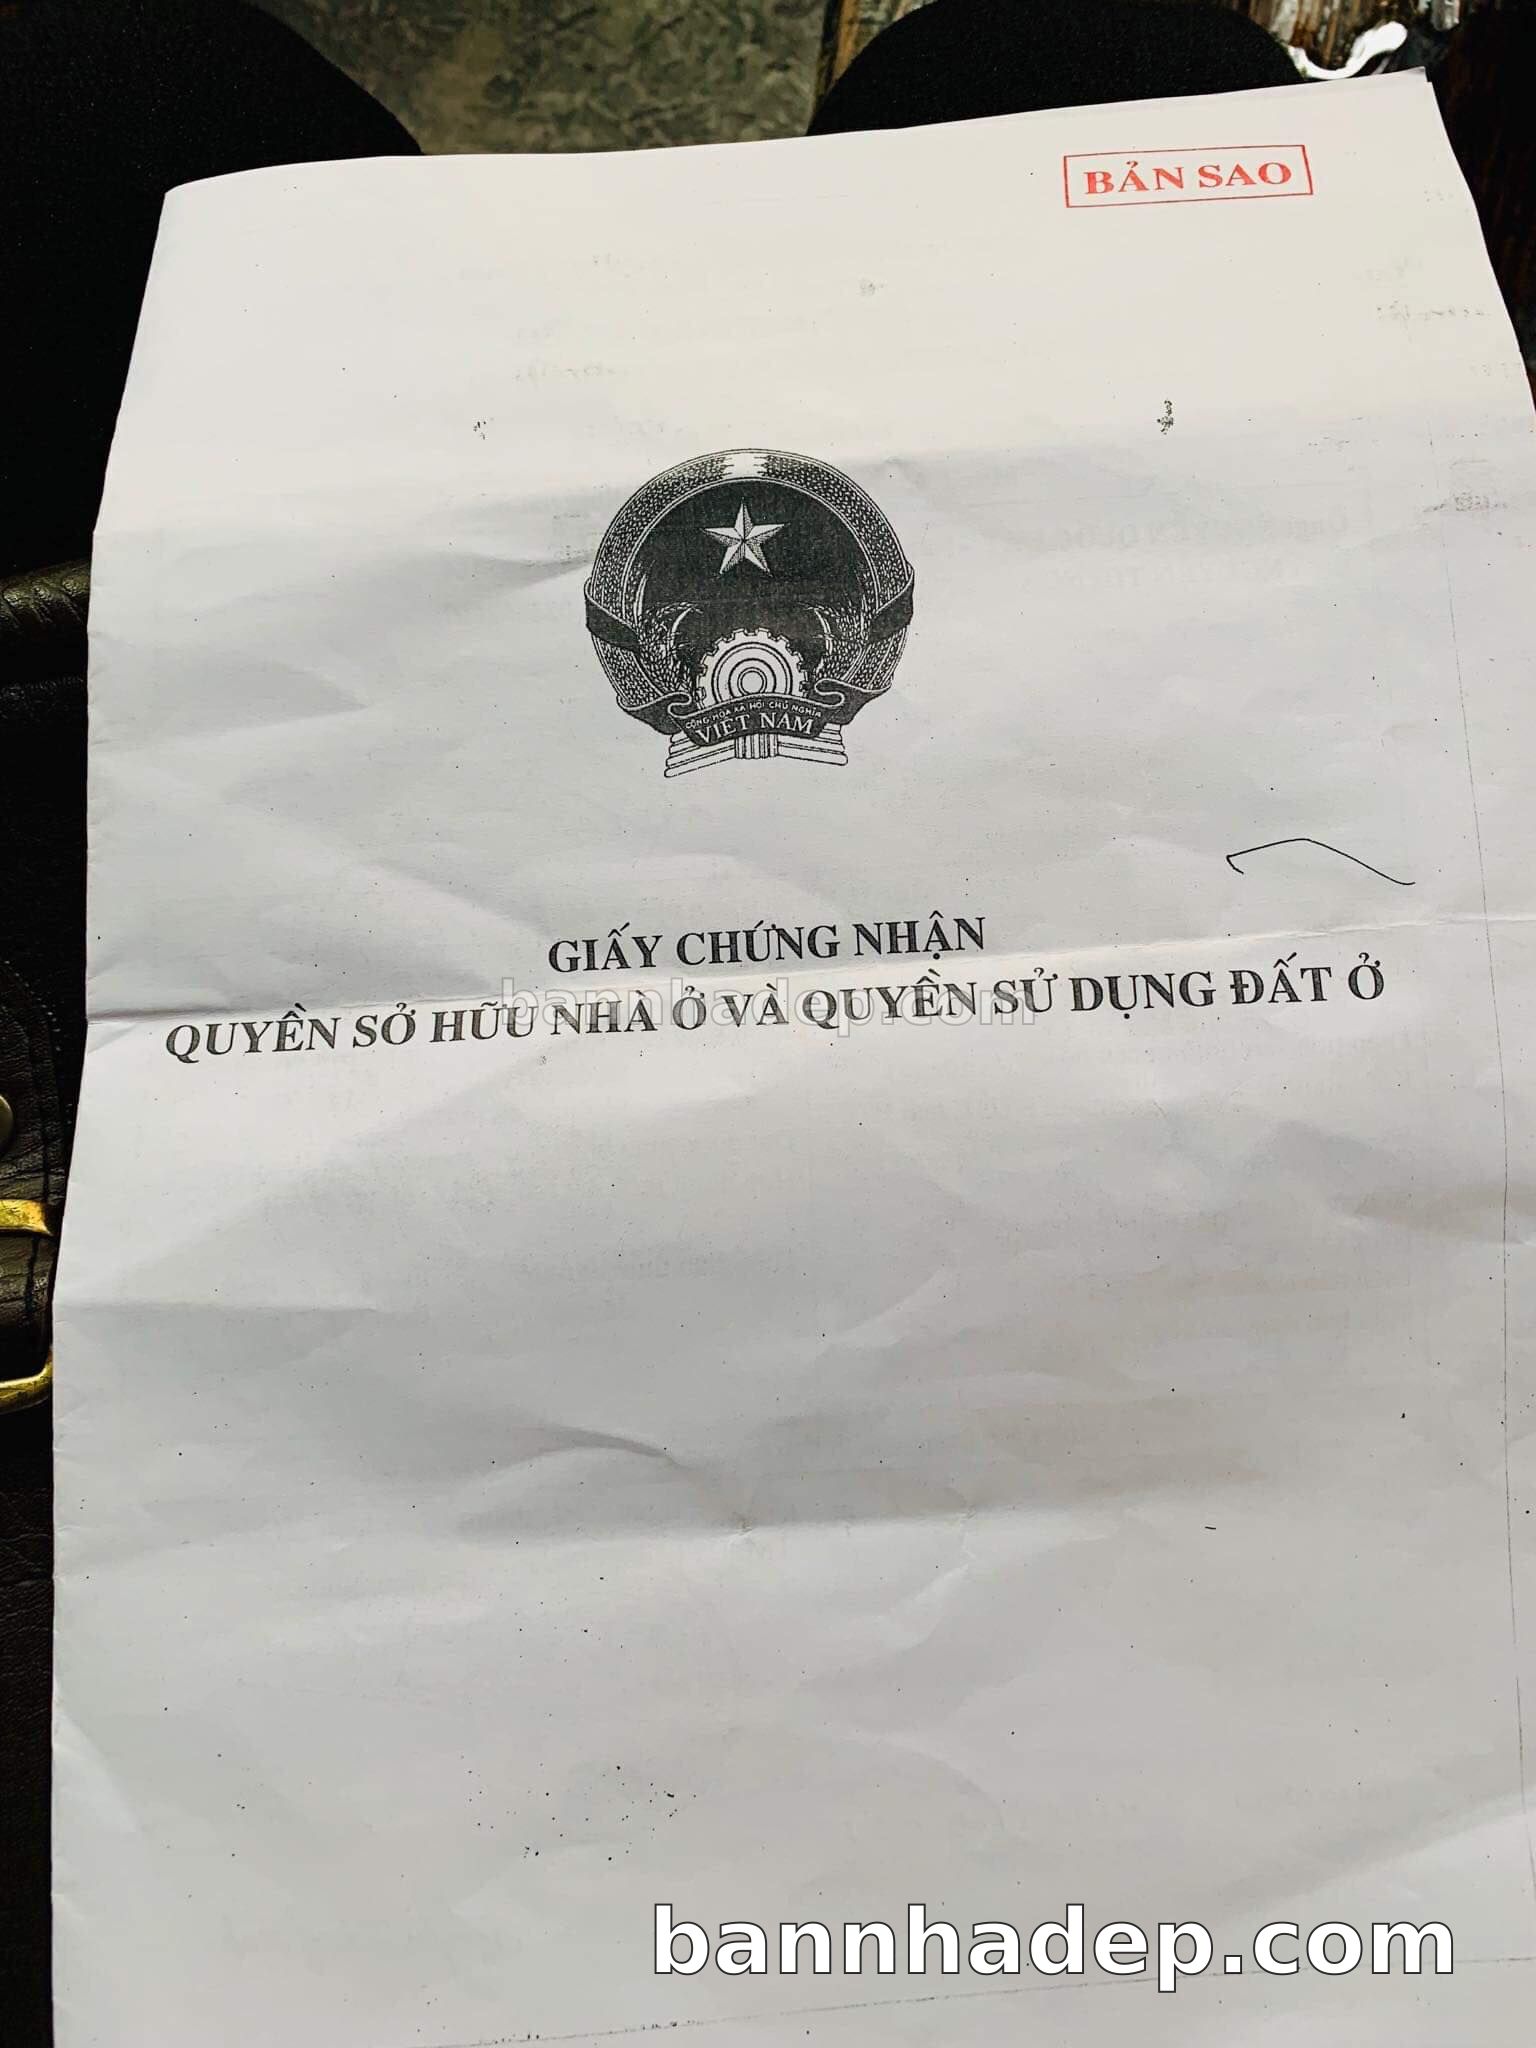 BẢN SAO
CỘNG HÒA XÃ HỘI CHỦ NGHĨA
VIỆT NAM
GIẤY CHỨNG NHẬN
QUYỀN SỞ HỮU NHÀ Ở VÀ QUYỀN SỬ DỤNG ĐẤT Ở
bannhadep.com
bannhadep.com